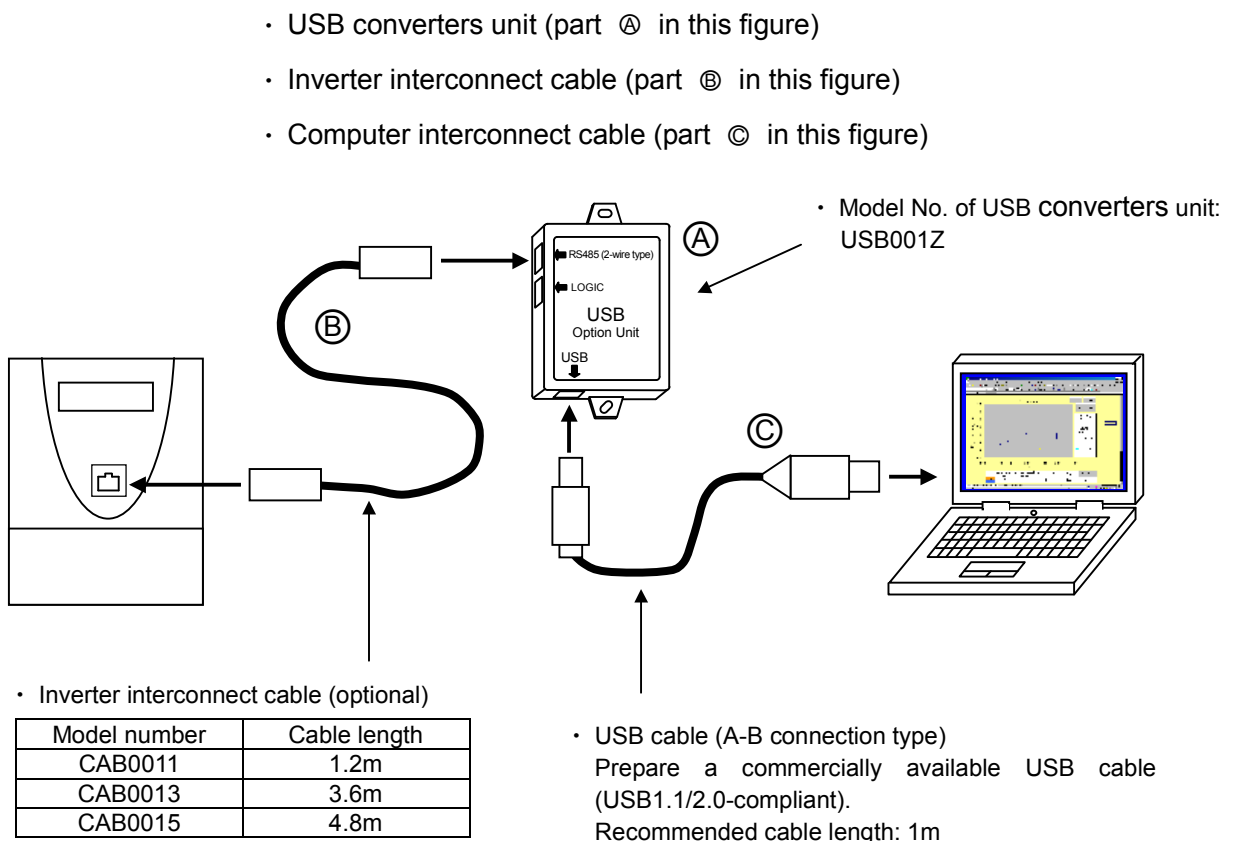 ・ USB converters unit (part Ⓐ in this figure)
・ Inverter interconnect cable (part Ⓑ in this figure)
・ Computer interconnect cable (part Ⓒ in this figure)
・ Model No. of USB converters unit:
USB001Z
Ⓐ
RS485 (2-wire type)
LOGIC
USB
Option Unit
USB
Ⓑ
Ⓒ
・ Inverter interconnect cable (optional)
Model number Cable length
CAB0011 1.2m
CAB0013 3.6m
CAB0015 4.8m
・ USB cable (A-B connection type)
Prepare a commercially available USB cable
(USB1.1/2.0-compliant).
Recommended cable length: 1m